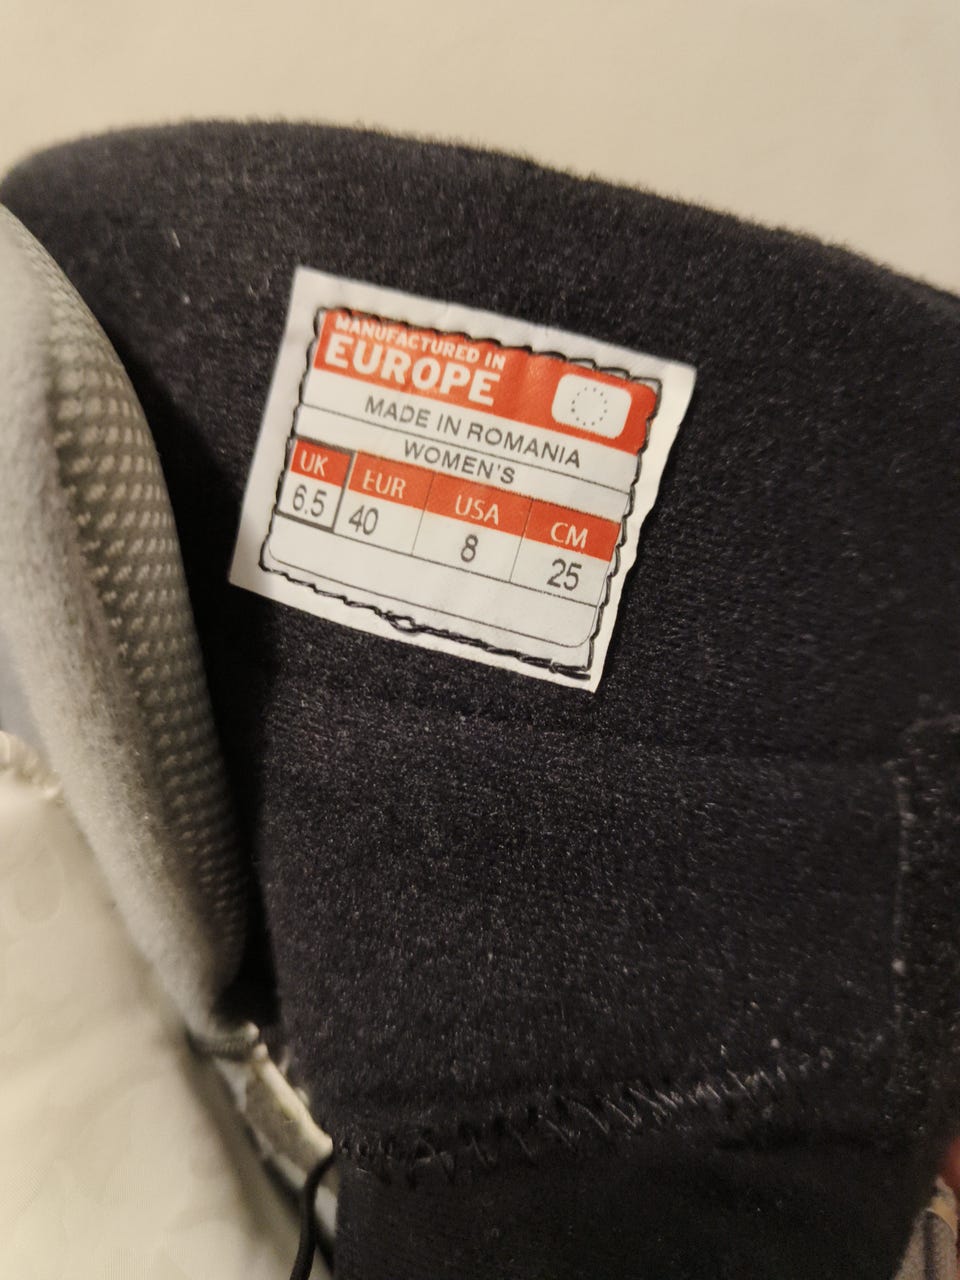 MANUFACTURED IN
EUROPE
MADE IN ROMANIA
WOMEN'S
UK EUR USA CM
6.5 40 8 25